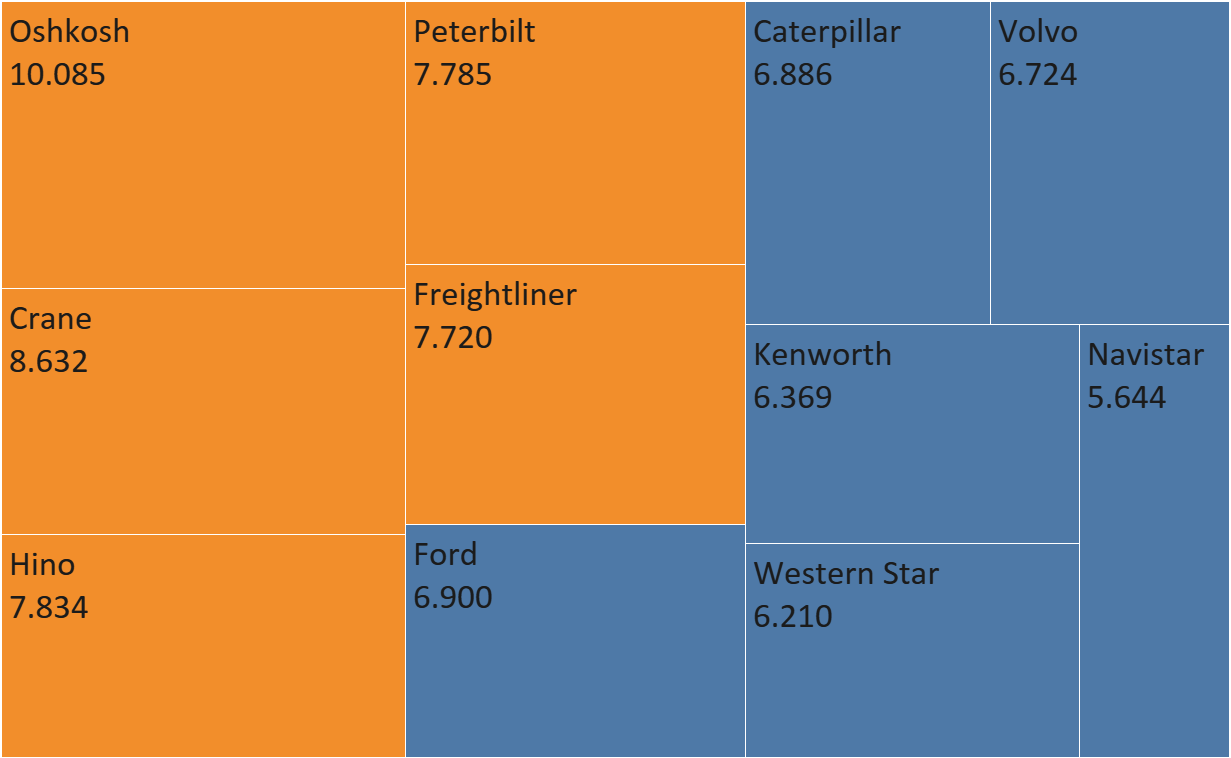 Oshkosh
10.085
Crane
8.632
Hino
7.834
Peterbilt
7.785
Freightliner
7.720
Ford
6.900
Caterpillar
6.886
Volvo
6.724
Kenworth
6.369
Western Star
6.210
Navistar
5.644